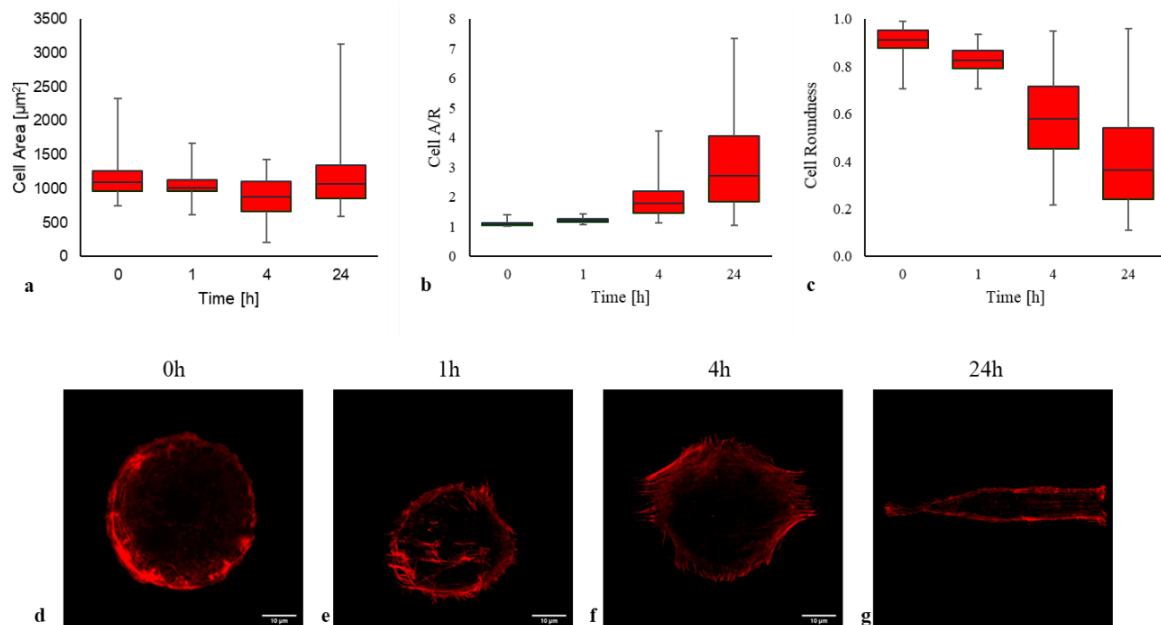 3500
3000
2500
2000
1500
1000
500
0
Cell Area [µm²]
0 1 4 24
Time [h]
a
8
7
6
5
4
3
2
1
0
Cell A/R
0 1 4 24
Time [h]
b
1.0
0.8
0.6
0.4
0.2
0.0
Cell Roundness
0 1 4 24
Time [h]
c
0h
1h
4h
24h
10 µm
d
10 µm
e
10 µm
f
10 µm
g